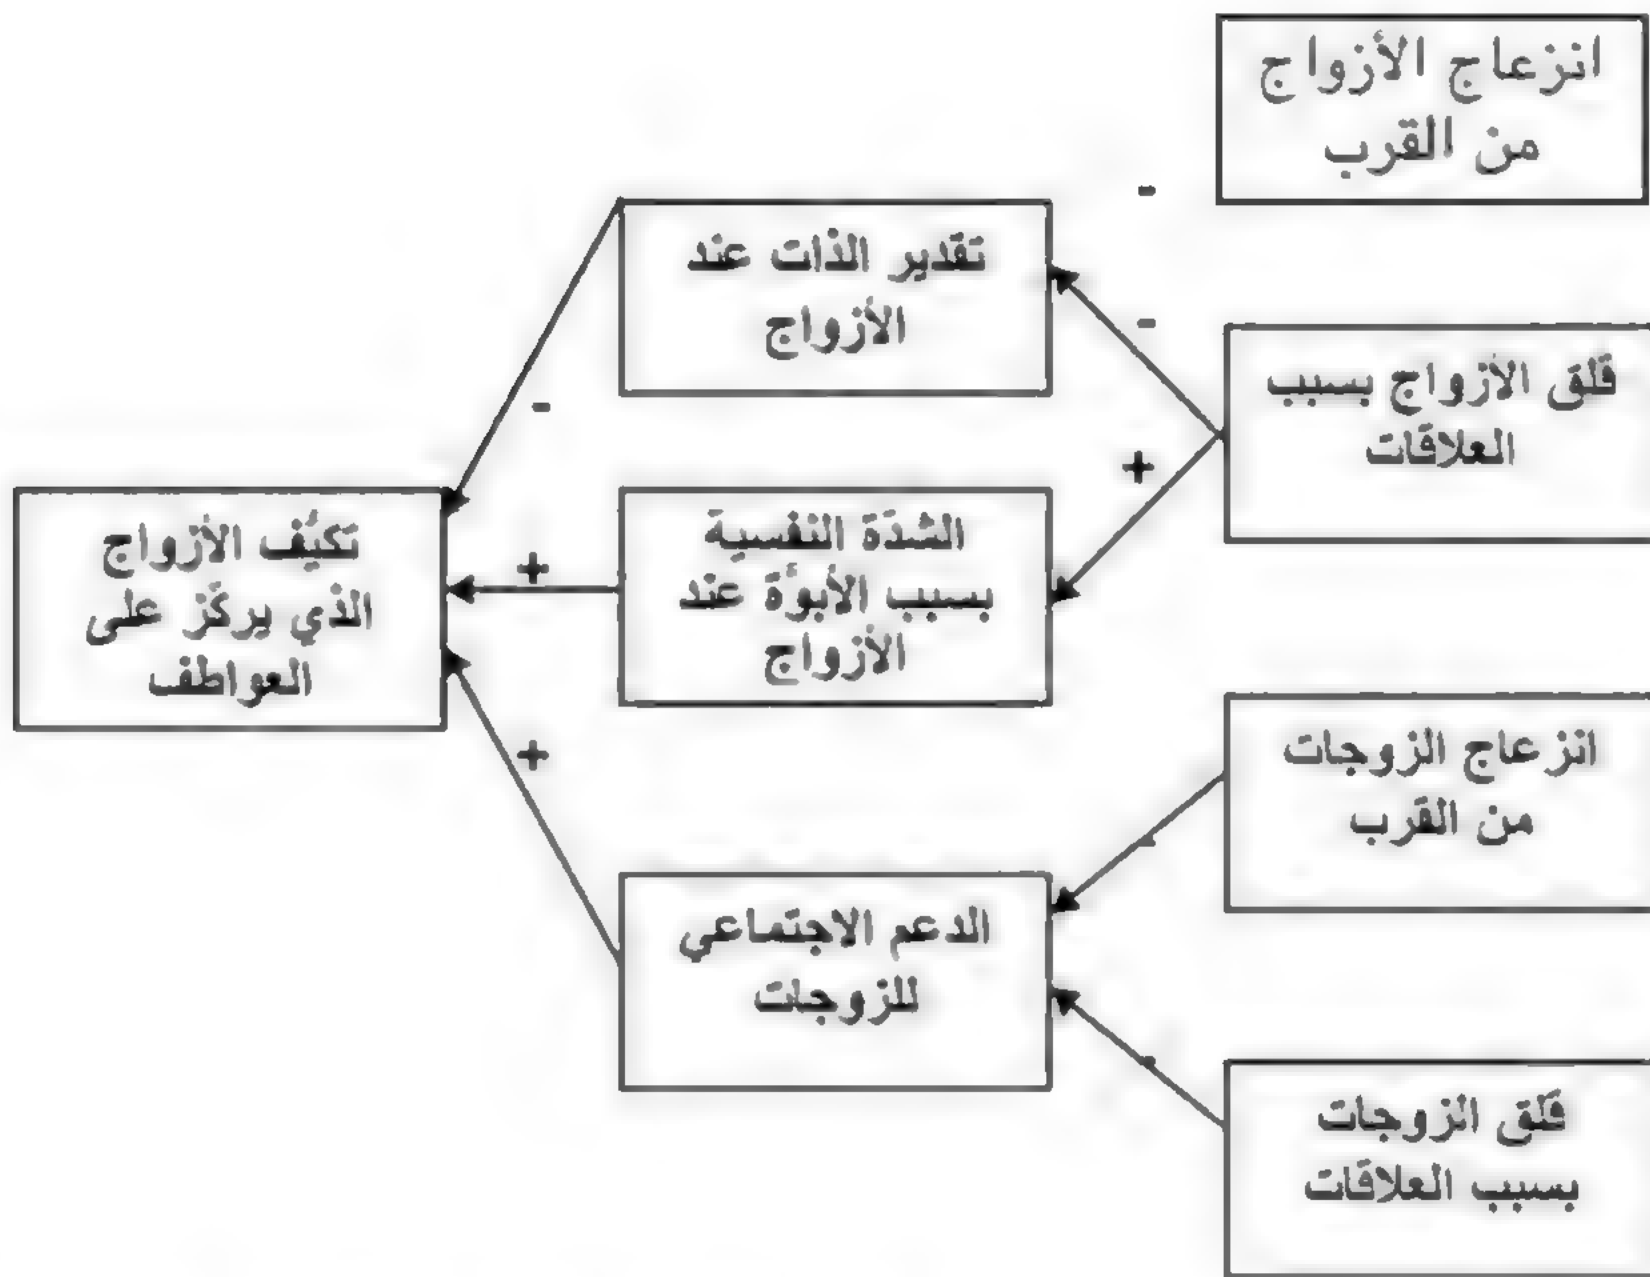 انزعاج الأزواج
من القرب
-
تقدير الذات عند
الأزواج
-
قلق الأزواج بسبب
العلاقات
-
+
الشدّة النفسية
بسبب الأبوّة عند
الأزواج
تكيّف الأزواج
الذي يركّز على
العواطف
+
+
انزعاج الزوجات
من القرب
-
الدعم الاجتماعي
للزوجات
-
قلق الزوجات
بسبب العلاقات